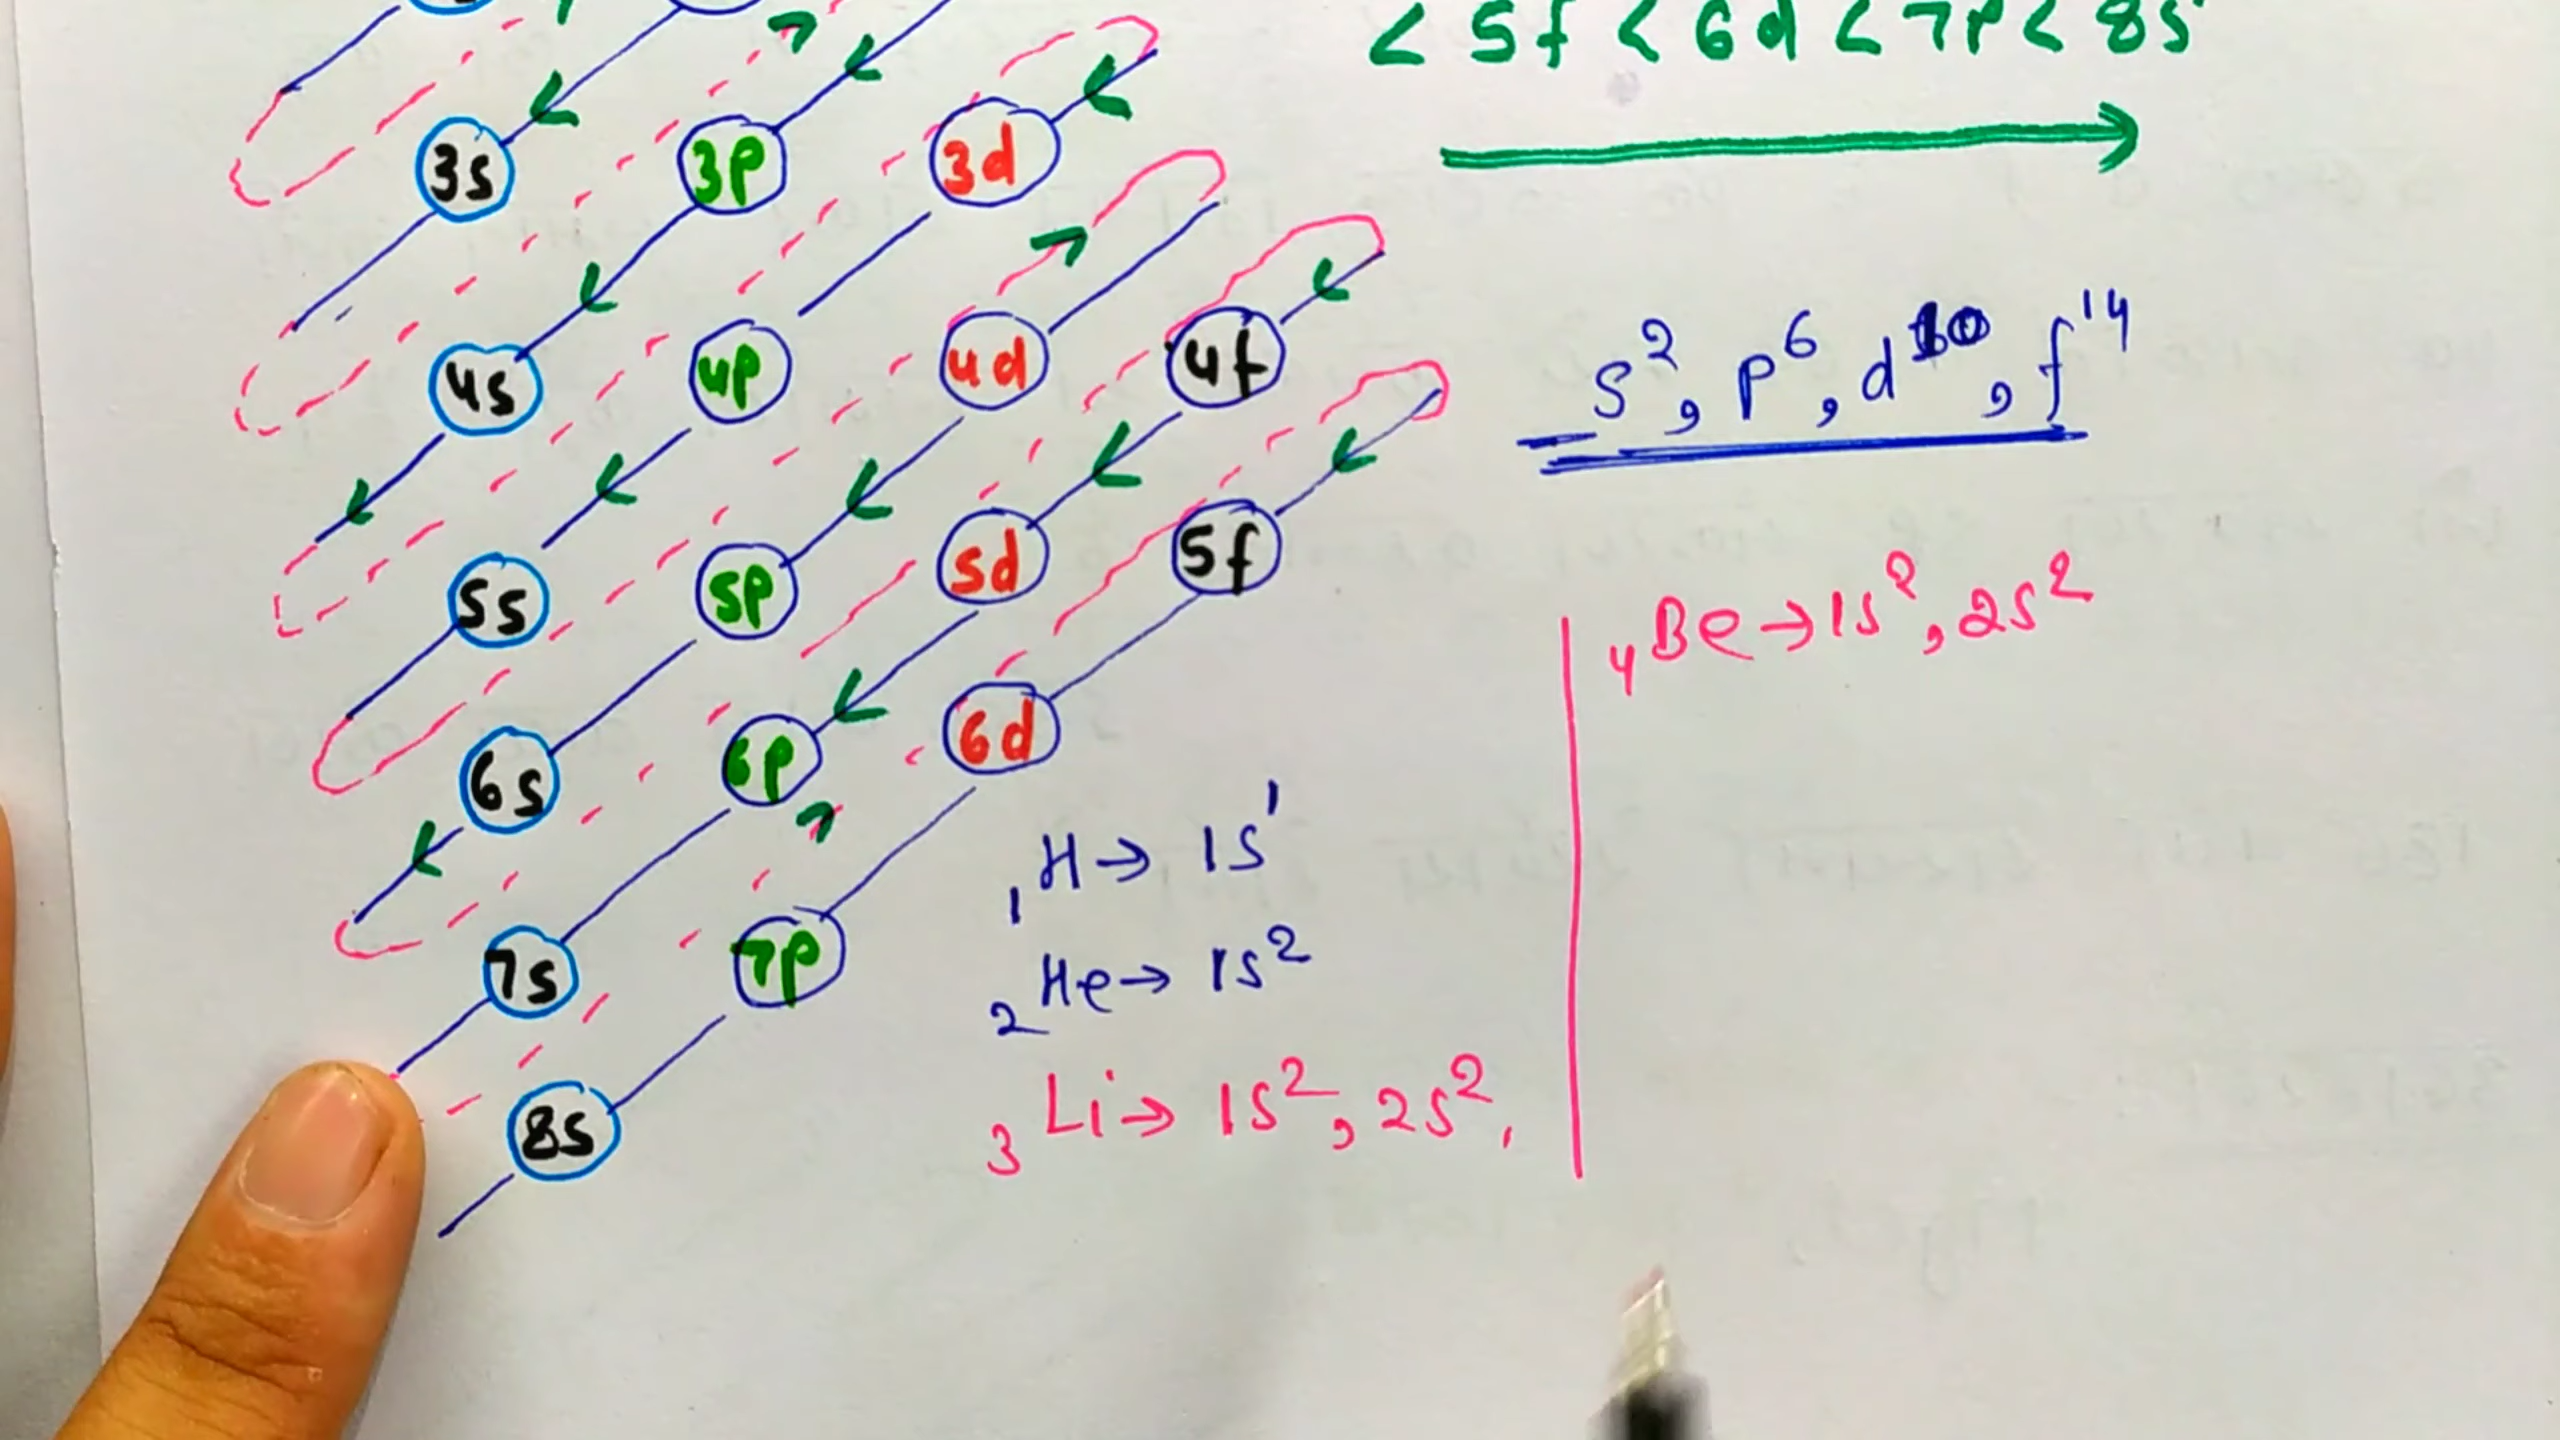 < 5f < 6d < 7p < 8s
3s 3p 3d
4s 4p 4d 4f
s², p⁶, d¹⁰, f¹⁴
5s 5p 5d 5f
₄Be → 1s², 2s²
6s 6p 6d
₁H → 1s¹
7s 7p
₂He → 1s²
8s
₃Li → 1s², 2s²,